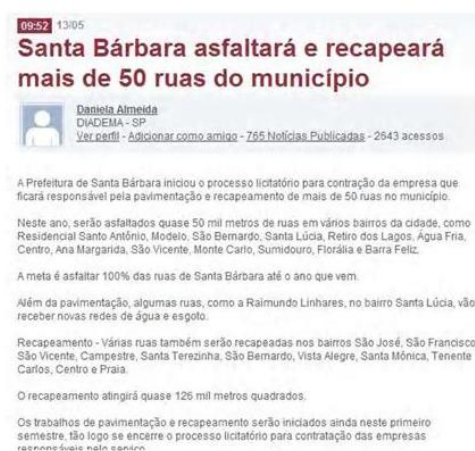 09:52 13/05
Santa Bárbara asfaltará e recapeará
mais de 50 ruas do município
Daniela Almeida
DIADEMA - SP
Ver perfil - Adicionar como amigo - 765 Notícias Publicadas - 2643 acessos
A Prefeitura de Santa Bárbara iniciou o processo licitatório para contração da empresa que
ficará responsável pela pavimentação e recapeamento de mais de 50 ruas no município.
Neste ano, serão asfaltados quase 50 mil metros de ruas em vários bairros da cidade, como
Residencial Santo Antônio, Modelo, São Bernardo, Santa Lúcia, Retiro dos Lagos, Água Fria,
Centro, Ana Margarida, São Vicente, Monte Carlo, Sumidouro, Florália e Barra Feliz.
A meta é asfaltar 100% das ruas de Santa Bárbara até o ano que vem.
Além da pavimentação, algumas ruas, como a Raimundo Linhares, no bairro Santa Lúcia, vão
receber novas redes de água e esgoto.
Recapeamento - Várias ruas também serão recapeadas nos bairros São José, São Francisco,
São Vicente, Campestre, Santa Terezinha, São Bernardo, Vista Alegre, Santa Mônica, Tenente
Carlos, Centro e Praia.
O recapeamento atingirá quase 126 mil metros quadrados.
Os trabalhos de pavimentação e recapeamento serão iniciados ainda neste primeiro
semestre, tão logo se encerre o processo licitatório para contratação das empresas
responsáveis pelo serviço.